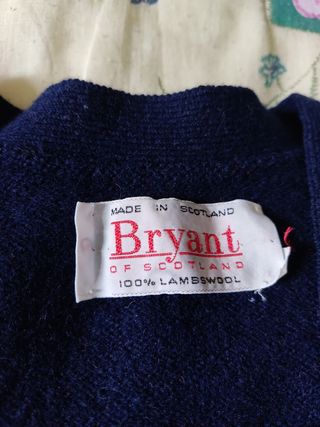 MADE IN SCOTLAND
Bryant
OF SCOTLAND
100% LAMBSWOOL